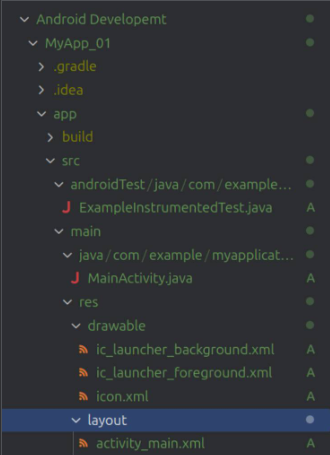 Android Developemt
MyApp_01
.gradle
.idea
app
build
src
androidTest/java/com/example...
ExampleInstrumentedTest.java A
main
java/com/example/myapplicat...
MainActivity.java A
res
drawable
ic_launcher_background.xml A
ic_launcher_foreground.xml A
icon.xml A
layout
activity_main.xml A